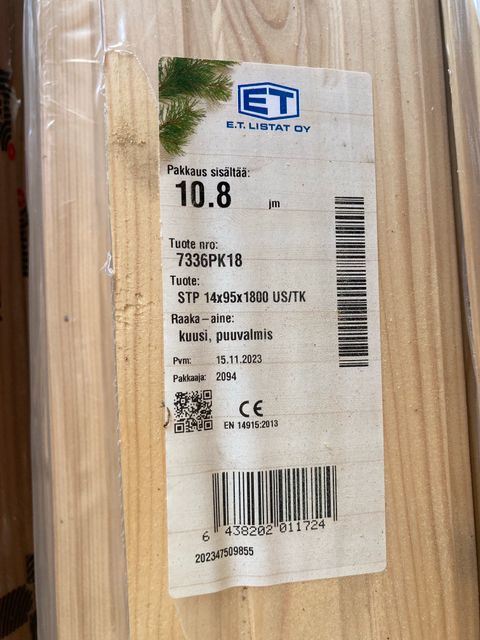 ET
E.T. LISTAT OY
Pakkaus sisältää:
10.8 jm
Tuote nro:
7336PK18
Tuote:
STP 14x95x1800 US/TK
Raaka-aine:
kuusi, puuvalmis
Pvm: 15.11.2023
Pakkaaja: 2094
CE
EN 14915:2013
6 438202 011724
202347509855